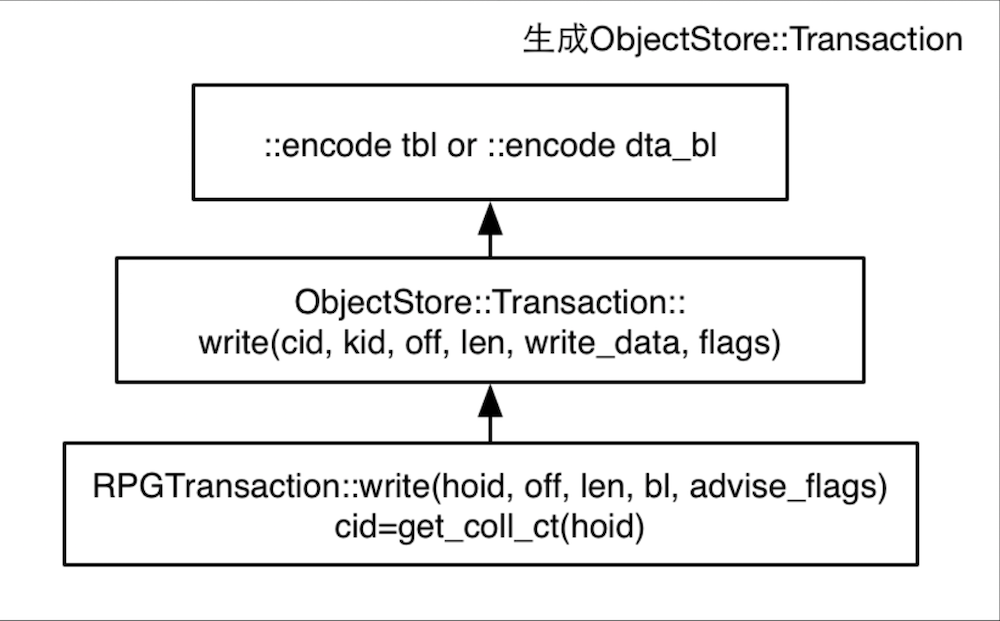 生成ObjectStore::Transaction
::encode tbl or ::encode dta_bl
ObjectStore::Transaction::
write(cid, kid, off, len, write_data, flags)
RPGTransaction::write(hoid, off, len, bl, advise_flags)
cid=get_coll_ct(hoid)